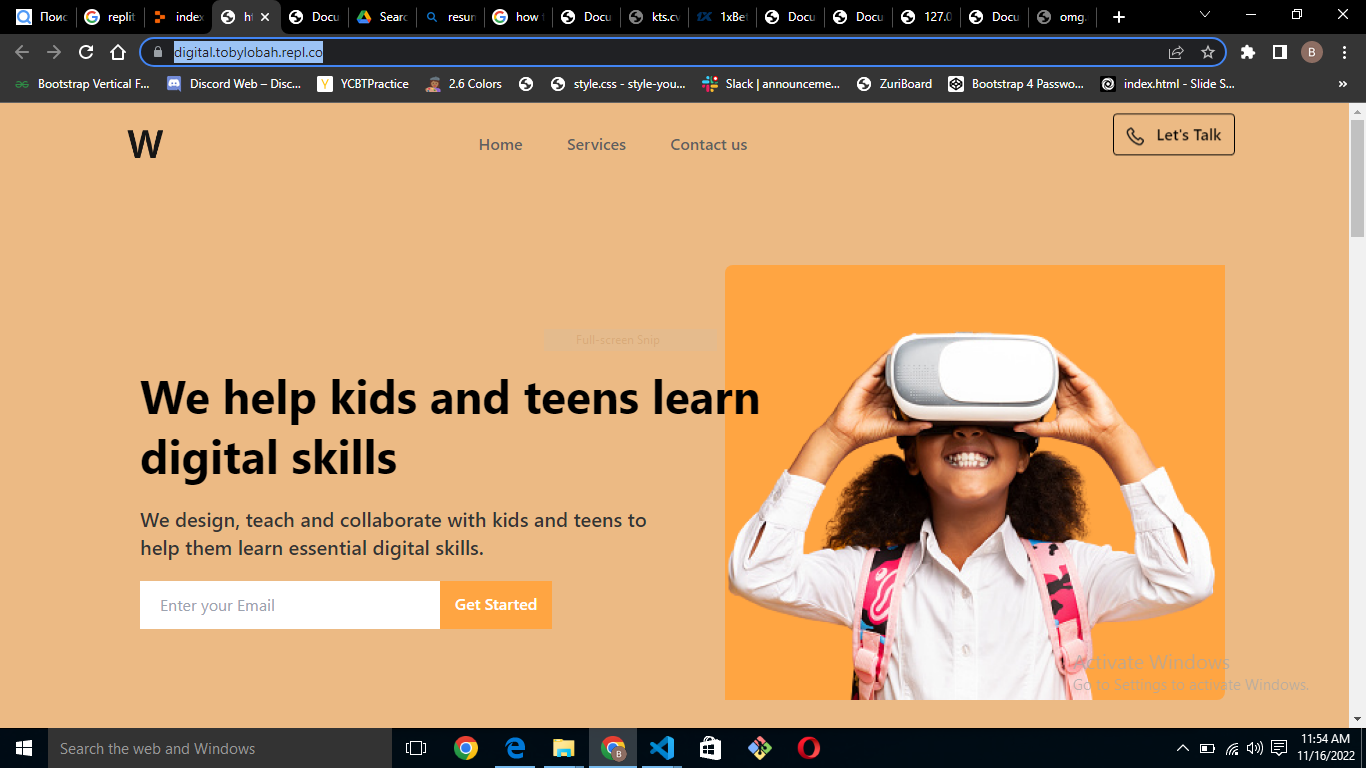 Поис
replit
index
ht
Docu
Searc
resun
how t
Docu
kts.cv
1xBet
Docu
Docu
127.0
Docu
omg.
digital.tobylobah.repl.co
B
Bootstrap Vertical F...
Discord Web – Disc...
YCBTPractice
2.6 Colors
style.css - style-you...
Slack | announceme...
ZuriBoard
Bootstrap 4 Passwo...
index.html - Slide S...
»
W
Home
Services
Contact us
Let's Talk
Full-screen Snip
We help kids and teens learn
digital skills
We design, teach and collaborate with kids and teens to
help them learn essential digital skills.
Enter your Email
Get Started
Activate Windows
Go to Settings to activate Windows.
Search the web and Windows
11:54 AM
11/16/2022